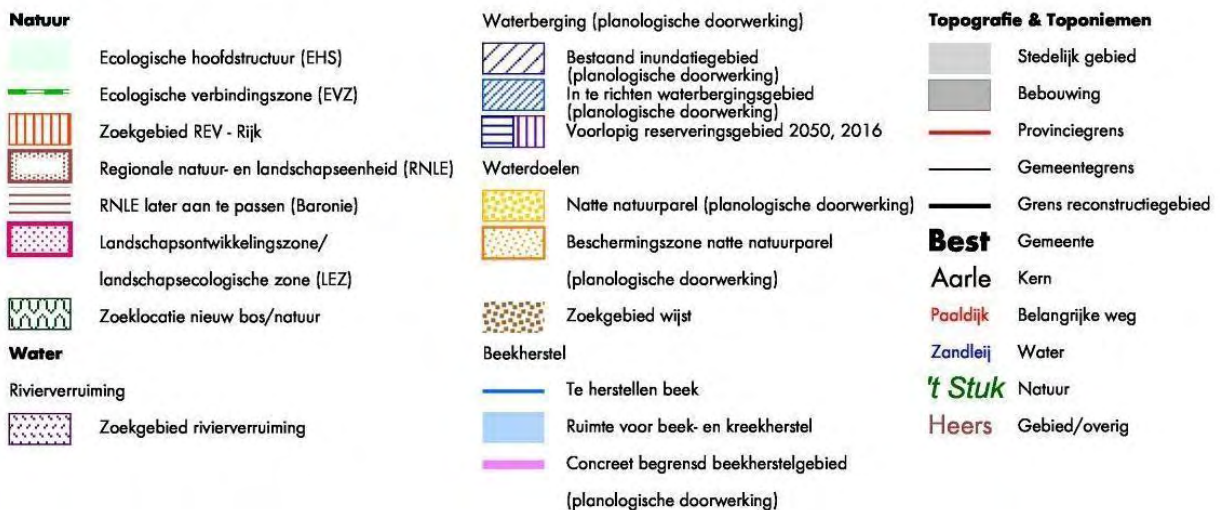 Natuur
Ecologische hoofdstructuur (EHS)
Ecologische verbindingszone (EVZ)
Zoekgebied REV - Rijk
Regionale natuur- en landschapseenheid (RNLE)
RNLE later aan te passen (Baronie)
Landschapsontwikkelingszone/
landschapsecologische zone (LEZ)
Zoeklocatie nieuw bos/natuur
Water
Rivierverruiming
Zoekgebied rivierverruiming
Waterberging (planologische doorwerking)
Bestaand inundatiegebied
(planologische doorwerking)
In te richten waterbergingsgebied
(planologische doorwerking)
Voorlopig reserveringsgebied 2050, 2016
Waterdoelen
Natte natuurparel (planologische doorwerking)
Beschermingszone natte natuurparel
(planologische doorwerking)
Zoekgebied wijst
Beekherstel
Te herstellen beek
Ruimte voor beek- en kreekherstel
Concreet begrensd beekherstelgebied
(planologische doorwerking)
Topografie & Toponiemen
Stedelijk gebied
Bebouwing
Provinciegrens
Gemeentegrens
Grens reconstructiegebied
Best Gemeente
Aarle Kern
Paaldijk Belangrijke weg
Zandleij Water
't Stuk Natuur
Heers Gebied/overig